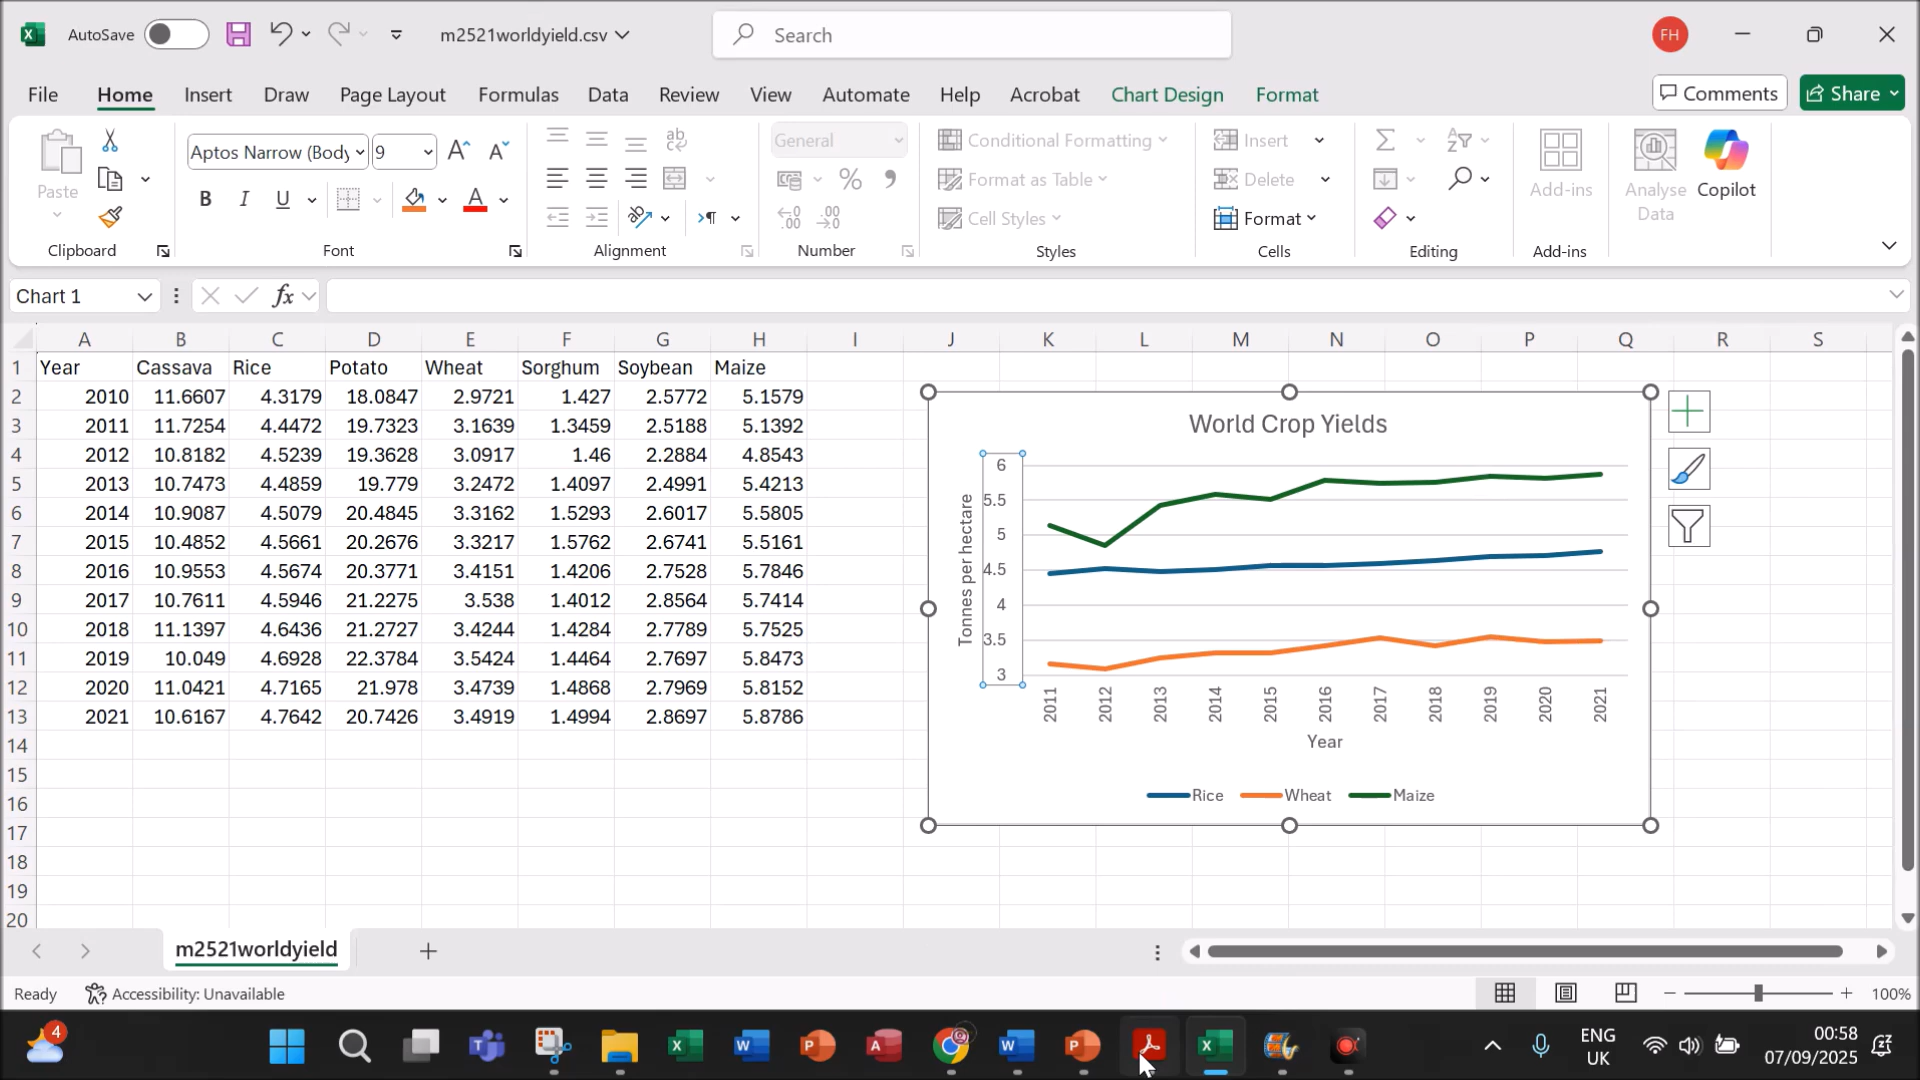 AutoSave
m2521worldyield.csv
Search
FH
File Home Insert Draw Page Layout Formulas Data Review View Automate Help Acrobat Chart Design Format
Comments
Share
Paste
Clipboard
Aptos Narrow (Body
9
B I U
Font
ab
Alignment
General
Number
Conditional Formatting
Format as Table
Cell Styles
Styles
Insert
Delete
Format
Cells
Editing
Add-ins
Add-ins
Analyse
Data
Copilot
Chart 1
fx
A B C D E F G H I J K L M N O P Q R S
1 Year Cassava Rice Potato Wheat Sorghum Soybean Maize
2 2010 11.6607 4.3179 18.0847 2.9721 1.427 2.5772 5.1579
3 2011 11.7254 4.4472 19.7323 3.1639 1.3459 2.5188 5.1392
4 2012 10.8182 4.5239 19.3628 3.0917 1.46 2.2884 4.8543
5 2013 10.7473 4.4859 19.779 3.2472 1.4097 2.4991 5.4213
6 2014 10.9087 4.5079 20.4845 3.3162 1.5293 2.6017 5.5805
7 2015 10.4852 4.5661 20.2676 3.3217 1.5762 2.6741 5.5161
8 2016 10.9553 4.5674 20.3771 3.4151 1.4206 2.7528 5.7846
9 2017 10.7611 4.5946 21.2275 3.538 1.4012 2.8564 5.7414
10 2018 11.1397 4.6436 21.2727 3.4244 1.4284 2.7789 5.7525
11 2019 10.049 4.6928 22.3784 3.5424 1.4464 2.7697 5.8473
12 2020 11.0421 4.7165 21.978 3.4739 1.4868 2.7969 5.8152
13 2021 10.6167 4.7642 20.7426 3.4919 1.4994 2.8697 5.8786
14
15
16
17
18
19
20
World Crop Yields
Tonnes per hectare
6
5.5
5
4.5
4
3.5
3
2011 2012 2013 2014 2015 2016 2017 2018 2019 2020 2021
Year
Rice Wheat Maize
m2521worldyield
Ready
Accessibility: Unavailable
100%
4
ENG
UK
00:58
07/09/2025